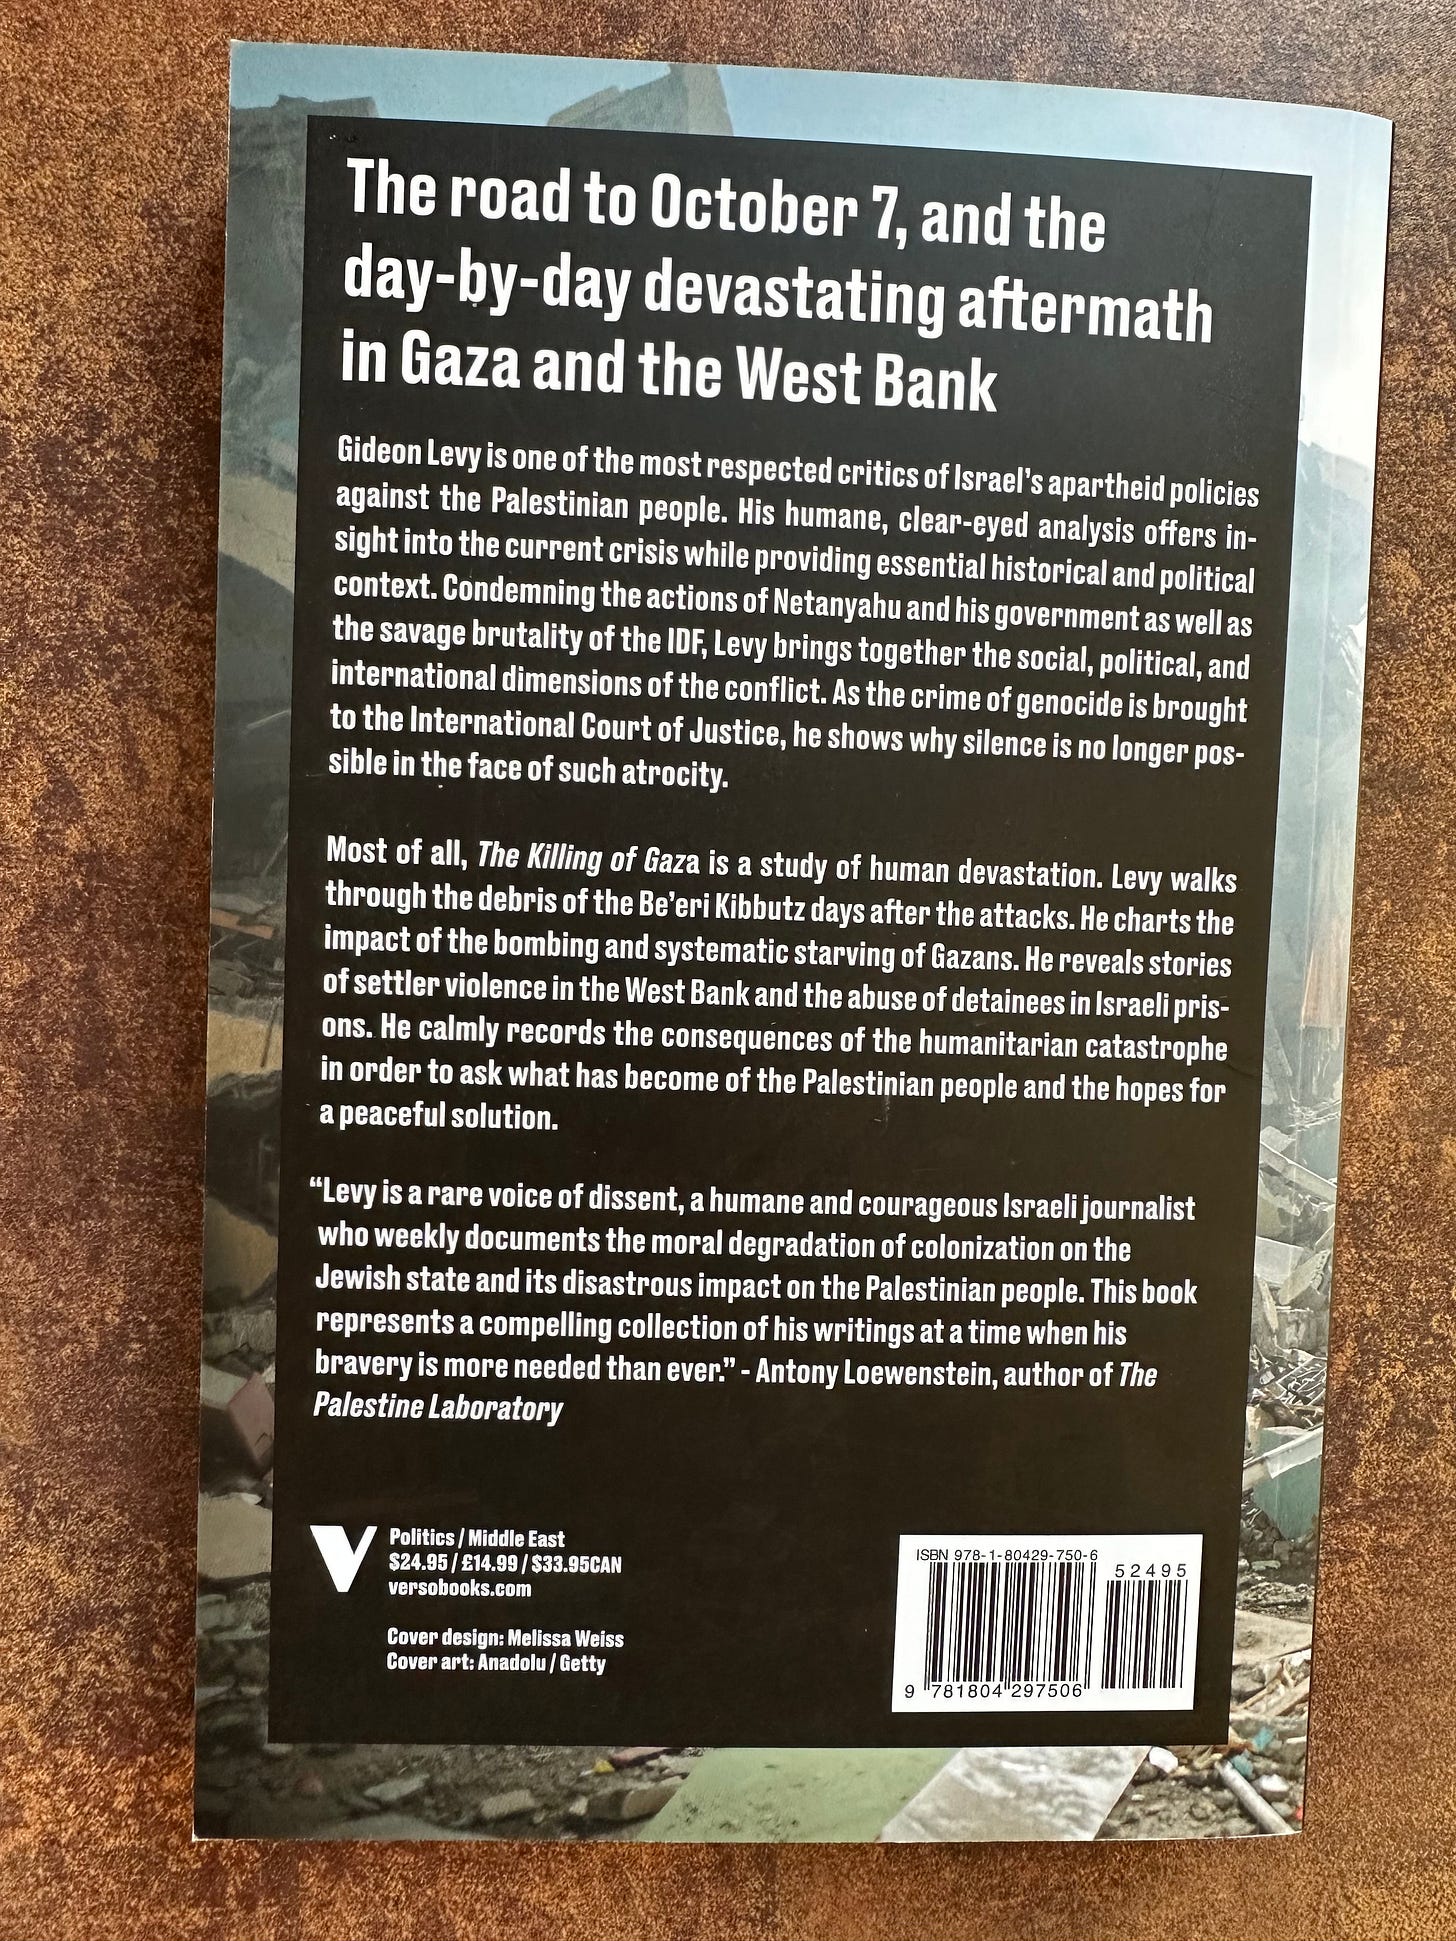 The road to October 7, and the
day-by-day devastating aftermath
in Gaza and the West Bank
Gideon Levy is one of the most respected critics of Israel's apartheid policies
against the Palestinian people. His humane, clear-eyed analysis offers in-
sight into the current crisis while providing essential historical and political
context. Condemning the actions of Netanyahu and his government as well as
the savage brutality of the IDF, Levy brings together the social, political, and
international dimensions of the conflict. As the crime of genocide is brought
to the International Court of Justice, he shows why silence is no longer pos-
sible in the face of such atrocity.
Most of all, The Killing of Gaza is a study of human devastation. Levy walks
through the debris of the Be'eri Kibbutz days after the attacks. He charts the
impact of the bombing and systematic starving of Gazans. He reveals stories
of settler violence in the West Bank and the abuse of detainees in Israeli pris-
ons. He calmly records the consequences of the humanitarian catastrophe
in order to ask what has become of the Palestinian people and the hopes for
a peaceful solution.
“Levy is a rare voice of dissent, a humane and courageous Israeli journalist
who weekly documents the moral degradation of colonization on the
Jewish state and its disastrous impact on the Palestinian people. This book
represents a compelling collection of his writings at a time when his
bravery is more needed than ever.” - Antony Loewenstein, author of The
Palestine Laboratory
V
Politics / Middle East
$24.95 / £14.99 / $33.95CAN
versobooks.com
Cover design: Melissa Weiss
Cover art: Anadolu / Getty
ISBN 978-1-80429-750-6
52495
9 781804 297506